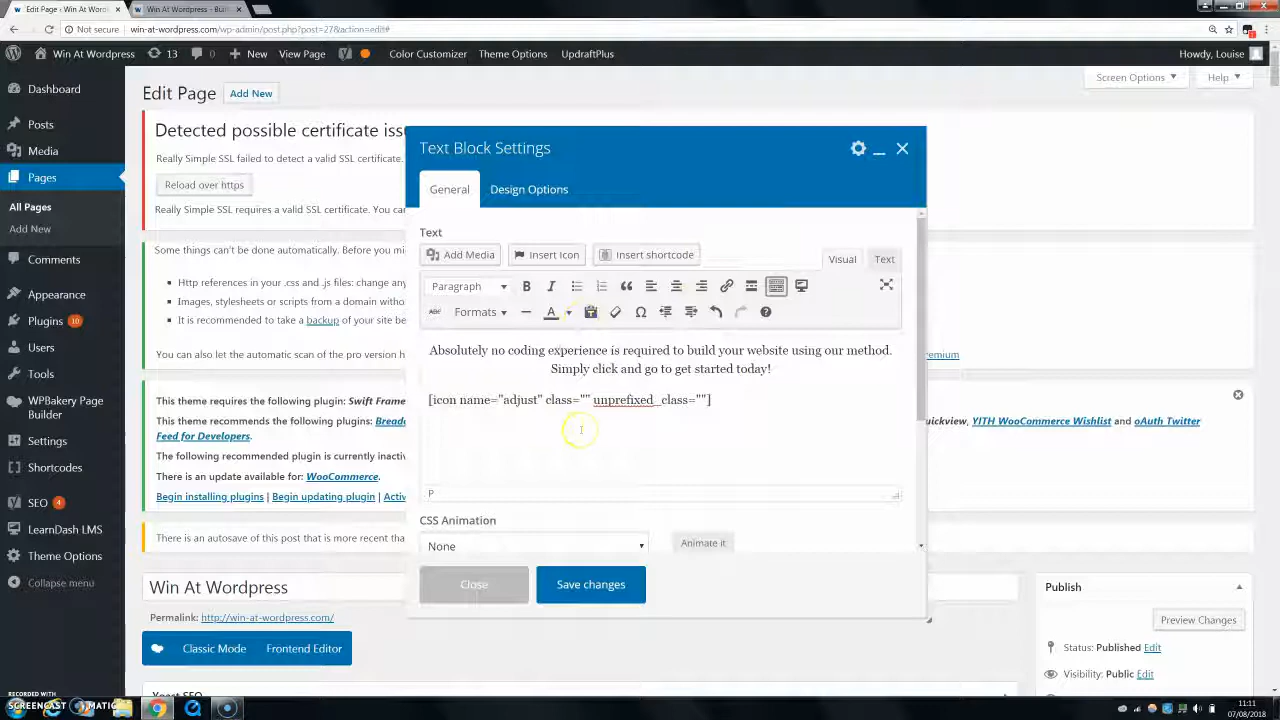 Edit Page ‹ Win At Wordpress
Win At Wordpress - Buil
Not secure
win-at-wordpress.com/wp-admin/post.php?post=27&action=edit#
Win At Wordpress
13
0
New
View Page
Color Customizer
Theme Options
UpdraftPlus
Howdy, Louise
Dashboard
Posts
Media
Pages
All Pages
Add New
Comments
Appearance
Plugins 10
Users
Tools
WPBakery Page
Builder
Settings
Shortcodes
SEO 4
LearnDash LMS
Theme Options
Collapse menu
Edit Page
Add New
Screen Options
Help
Detected possible certificate iss
Really Simple SSL failed to detect a valid SSL certificate.
Reload over https
Really Simple SSL requires a valid SSL certificate. You ca
Some things can't be done automatically. Before you mi
Http references in your .css and .js files: change any
Images, stylesheets or scripts from a domain witho
It is recommended to take a backup of your site be
You can also let the automatic scan of the pro version h
remium.
This theme requires the following plugin: Swift Frame
This theme recommends the following plugins: Bread
Quickview, YITH WooCommerce Wishlist and oAuth Twitter
Feed for Developers.
The following recommended plugin is currently inactiv
There is an update available for: WooCommerce.
Begin installing plugins | Begin updating plugin | Activ
There is an autosave of this post that is more recent tha
Text Block Settings
General
Design Options
Text
Add Media
Insert Icon
Insert shortcode
Visual
Text
Paragraph
B
I
ABC
Formats
A
Absolutely no coding experience is required to build your website using our method.
Simply click and go to get started today!
[icon name="adjust" class="" unprefixed_class=""]
P
CSS Animation
None
Animate it
Close
Save changes
Win At Wordpress
Permalink: http://win-at-wordpress.com/
Classic Mode
Frontend Editor
Yoast SEO
Publish
Preview Changes
Status: Published Edit
Visibility: Public Edit
RECORDED WITH
SCREENCAST
MATIC
11:11
07/08/2018